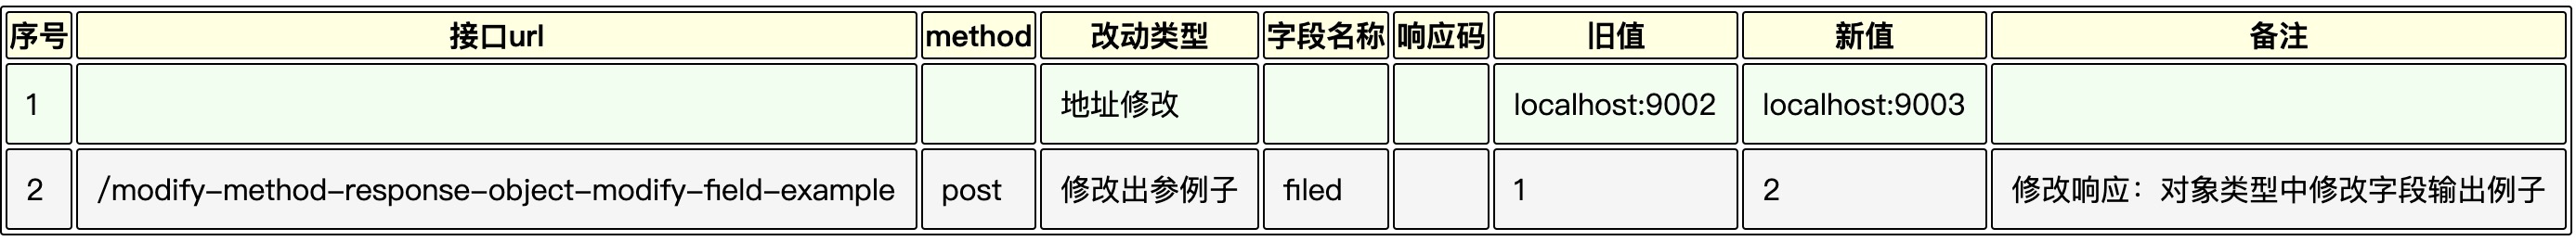 序号 接口url method 改动类型 字段名称 响应码 旧值 新值 备注
1 地址修改 localhost:9002 localhost:9003
2 /modify-method-response-object-modify-field-example post 修改出参例子 filed 1 2 修改响应：对象类型中修改字段输出例子